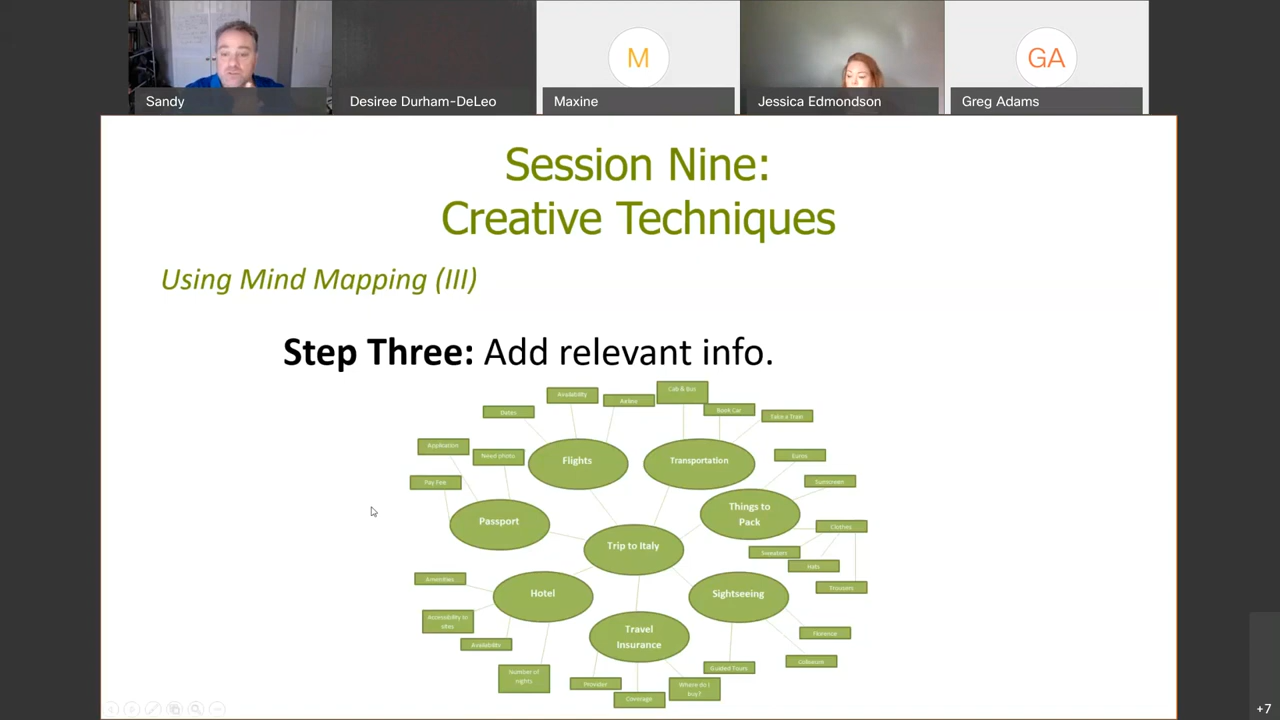 Sandy
Desiree Durham-DeLeo
M
Maxine
Jessica Edmondson
GA
Greg Adams
Session Nine:
Creative Techniques
Using Mind Mapping (III)
Step Three: Add relevant info.
Cab & Bus
Availability
Airline
Dates
Book Car
Take a Train
Application
Need photo
Flights
Transportation
Euros
Pay Fee
Sunscreen
Things to
Pack
Passport
Clothes
Trip to Italy
Sweaters
Hats
Amenities
Trousers
Hotel
Sightseeing
Accessibility to
sites
Travel
Insurance
Florence
Availability
Guided Tours
Number of
nights
Provider
Where do I
buy?
Coverage
+7